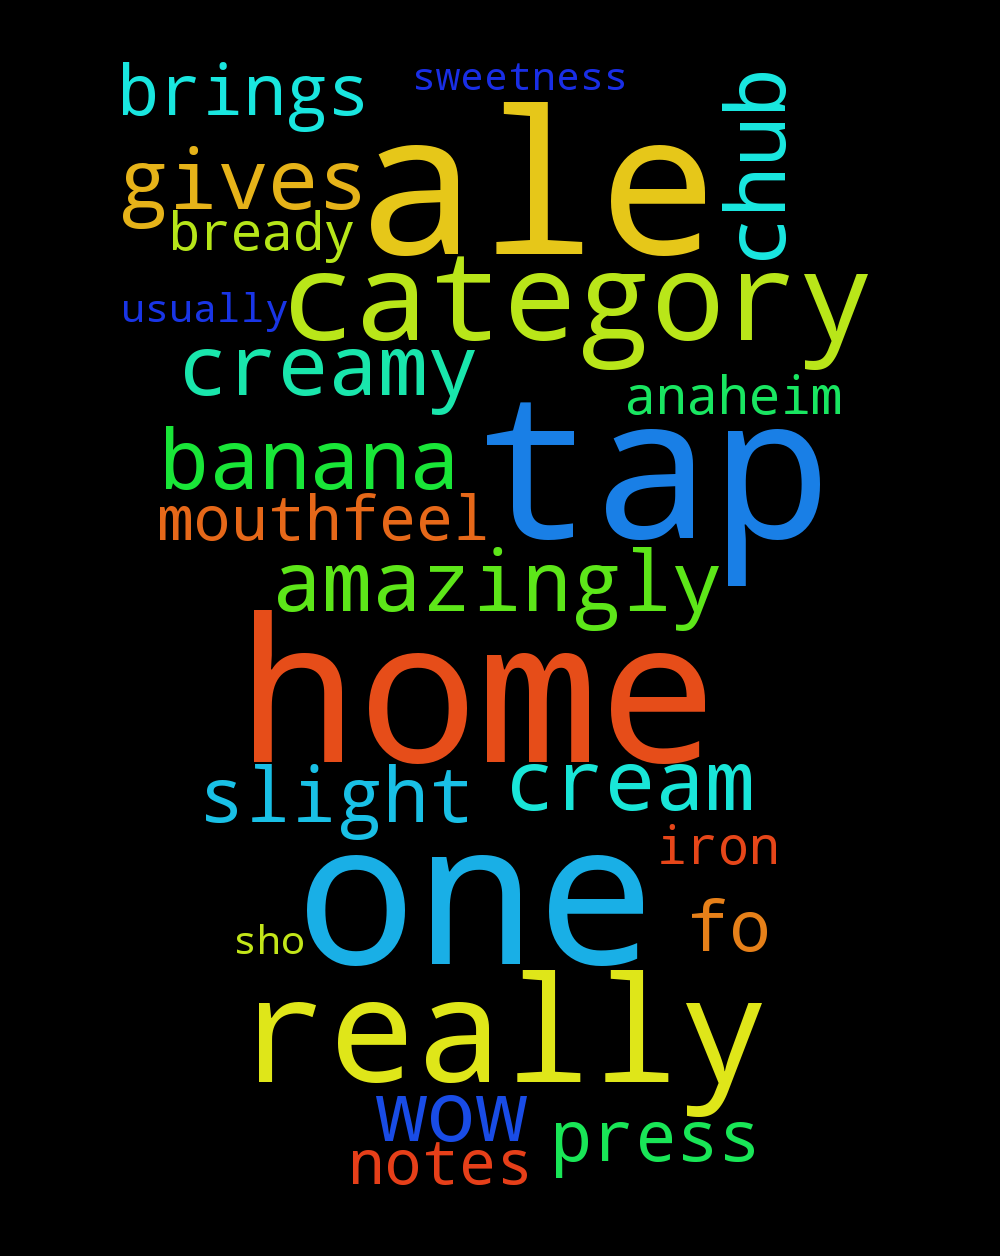 sweetness
brings
chub
ale
gives
bready
category
usually
creamy
anaheim
tap
banana
mouthfeel
amazingly
home
slight
cream
iron
one
fo
sho
really
wow
press
notes